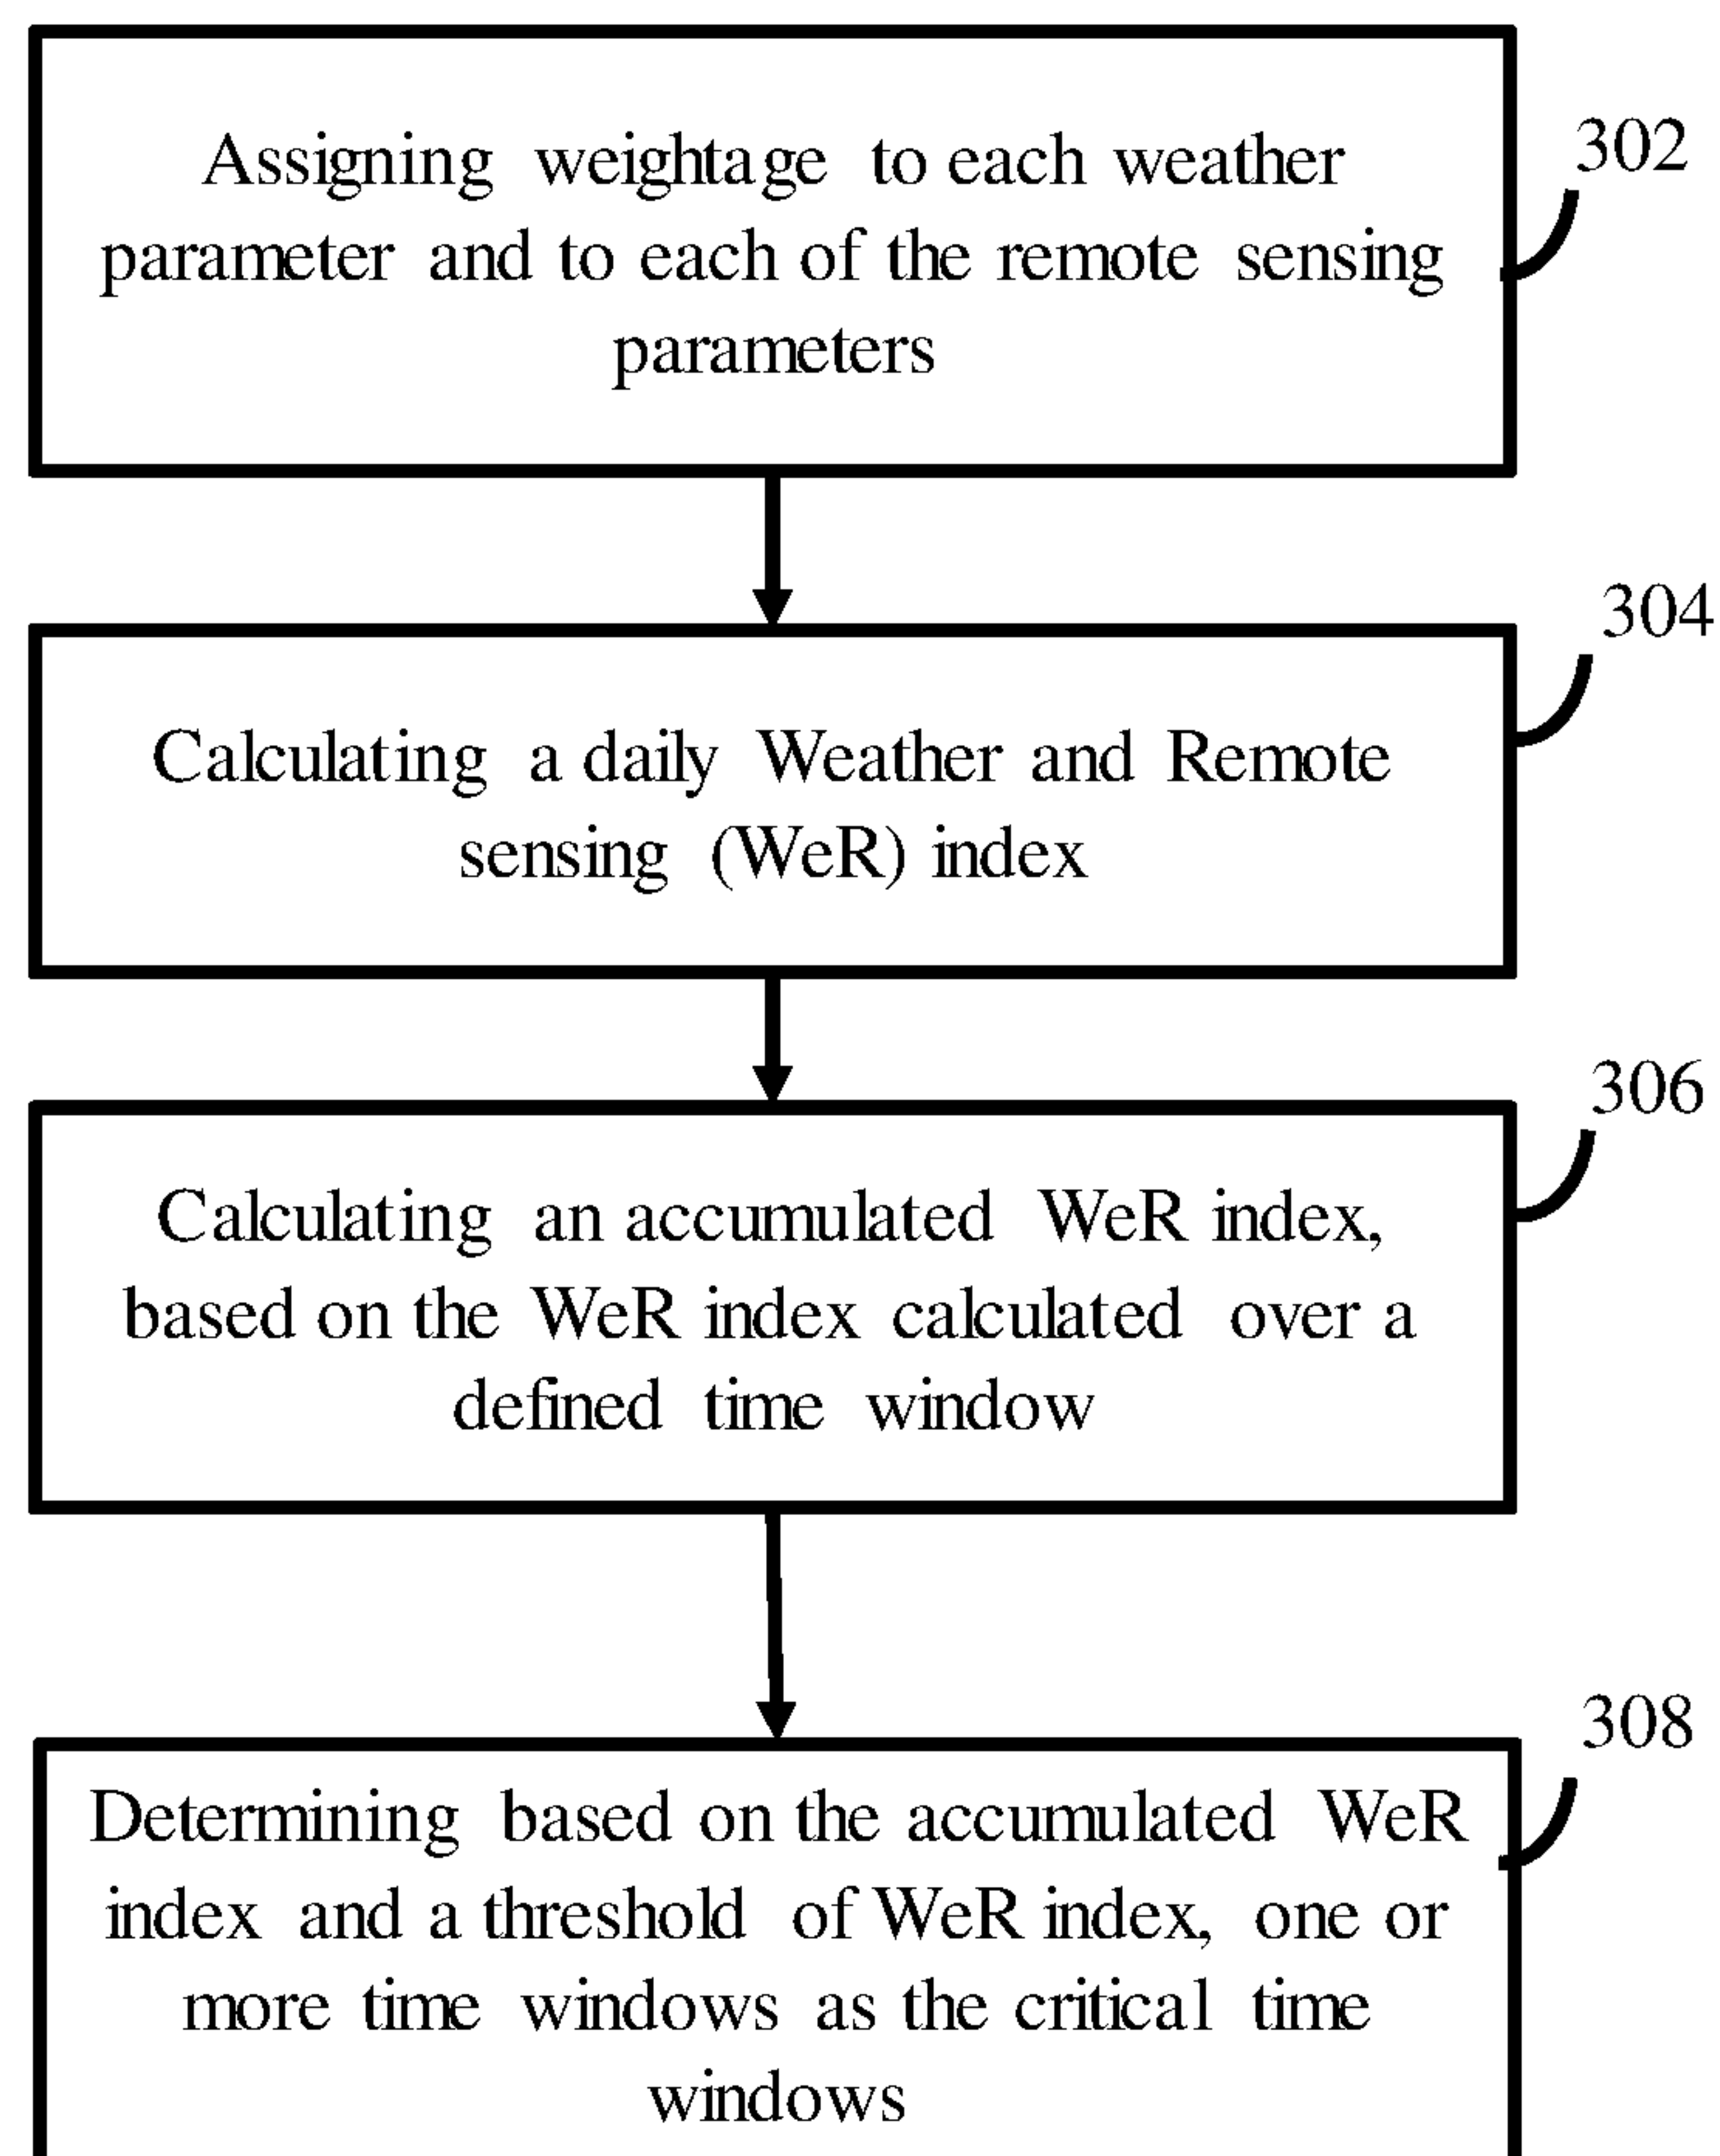 Assigning weightage to each weather
parameter and to each of the remote sensing
parameters
302
Calculating a daily Weather and Remote
sensing (WeR) index
304
Calculating an accumulated WeR index,
based on the WeR index calculated over a
defined time window
306
Determining based on the accumulated WeR
index and a threshold of WeR index, one or
more time windows as the critical time
windows
308